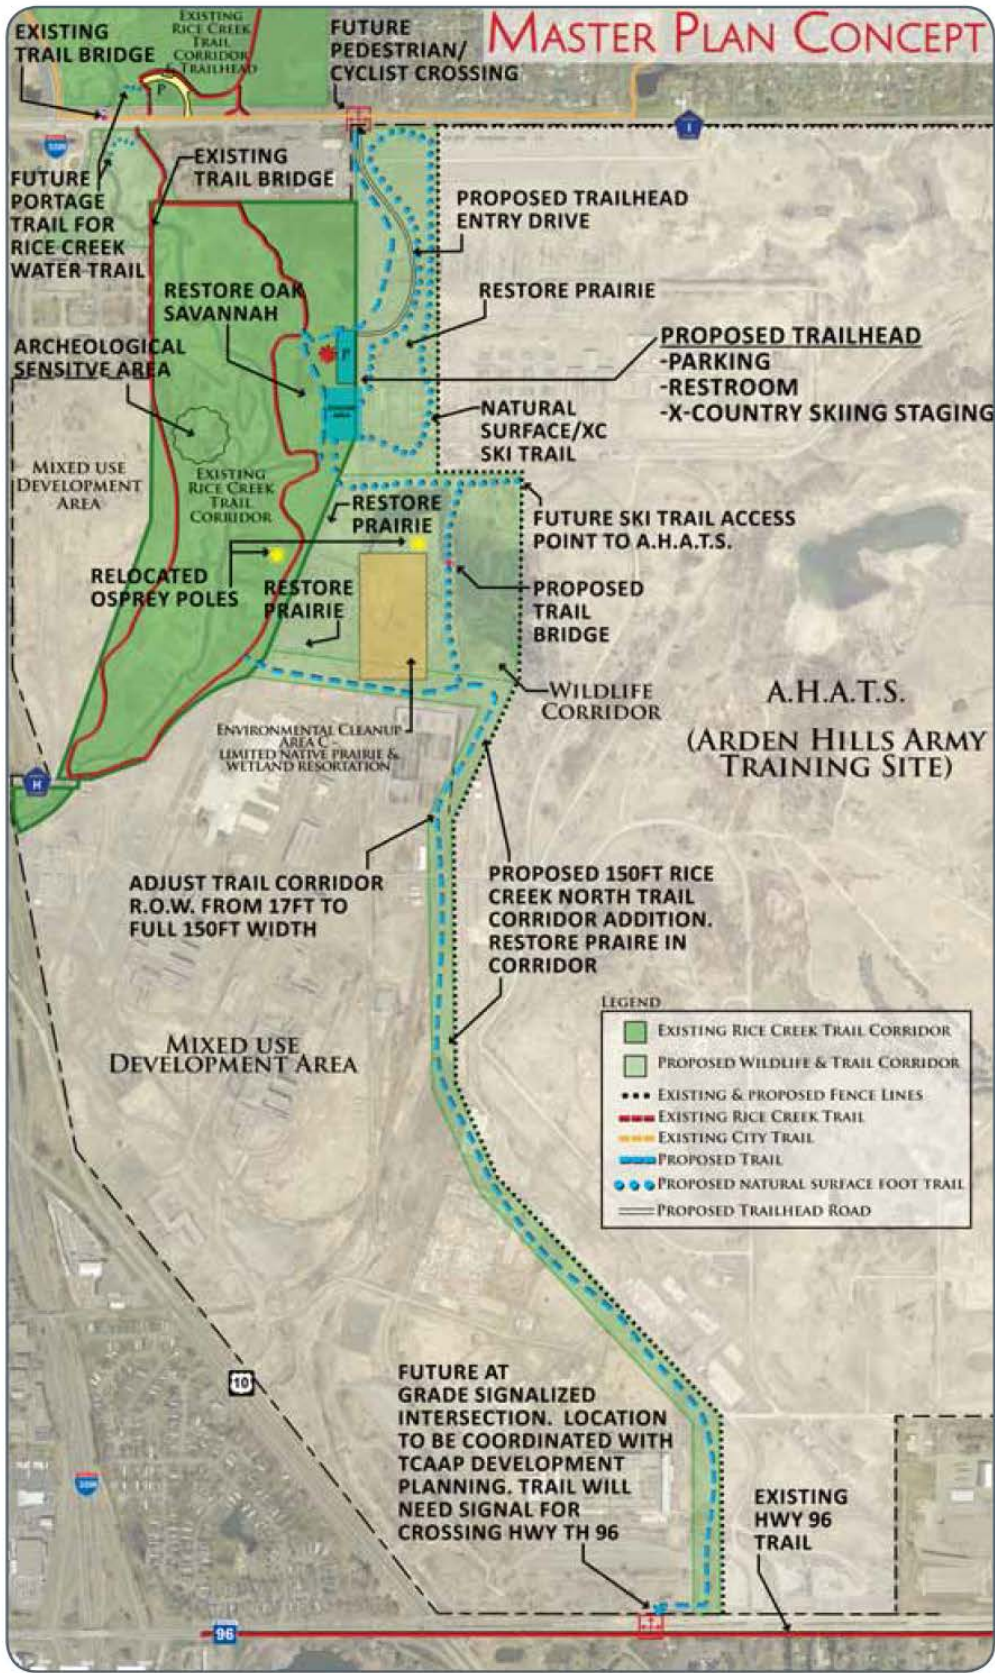 MASTER PLAN CONCEPT
EXISTING
TRAIL BRIDGE
EXISTING
RICE CREEK
TRAIL
CORRIDOR
& TRAILHEAD
FUTURE
PEDESTRIAN/
CYCLIST CROSSING
P
I
35W
FUTURE
PORTAGE
TRAIL FOR
RICE CREEK
WATER TRAIL
EXISTING
TRAIL BRIDGE
PROPOSED TRAILHEAD
ENTRY DRIVE
RESTORE OAK
SAVANNAH
RESTORE PRAIRIE
ARCHEOLOGICAL
SENSITVE AREA
PROPOSED TRAILHEAD
-PARKING
-RESTROOM
-X-COUNTRY SKIING STAGING
P
NATURAL
SURFACE/XC
SKI TRAIL
MIXED USE
DEVELOPMENT
AREA
EXISTING
RICE CREEK
TRAIL
CORRIDOR
RESTORE
PRAIRIE
FUTURE SKI TRAIL ACCESS
POINT TO A.H.A.T.S.
RELOCATED
OSPREY POLES
RESTORE
PRAIRIE
PROPOSED
TRAIL
BRIDGE
WILDLIFE
CORRIDOR
A.H.A.T.S.
(ARDEN HILLS ARMY
TRAINING SITE)
ENVIRONMENTAL CLEANUP
AREA C -
LIMITED NATIVE PRAIRIE &
WETLAND RESORTATION
H
ADJUST TRAIL CORRIDOR
R.O.W. FROM 17FT TO
FULL 150FT WIDTH
PROPOSED 150FT RICE
CREEK NORTH TRAIL
CORRIDOR ADDITION.
RESTORE PRAIRE IN
CORRIDOR
MIXED USE
DEVELOPMENT AREA
LEGEND
EXISTING RICE CREEK TRAIL CORRIDOR
PROPOSED WILDLIFE & TRAIL CORRIDOR
EXISTING & PROPOSED FENCE LINES
EXISTING RICE CREEK TRAIL
EXISTING CITY TRAIL
PROPOSED TRAIL
PROPOSED NATURAL SURFACE FOOT TRAIL
PROPOSED TRAILHEAD ROAD
10
35W
FUTURE AT
GRADE SIGNALIZED
INTERSECTION. LOCATION
TO BE COORDINATED WITH
TCAAP DEVELOPMENT
PLANNING. TRAIL WILL
NEED SIGNAL FOR
CROSSING HWY TH 96
EXISTING
HWY 96
TRAIL
96